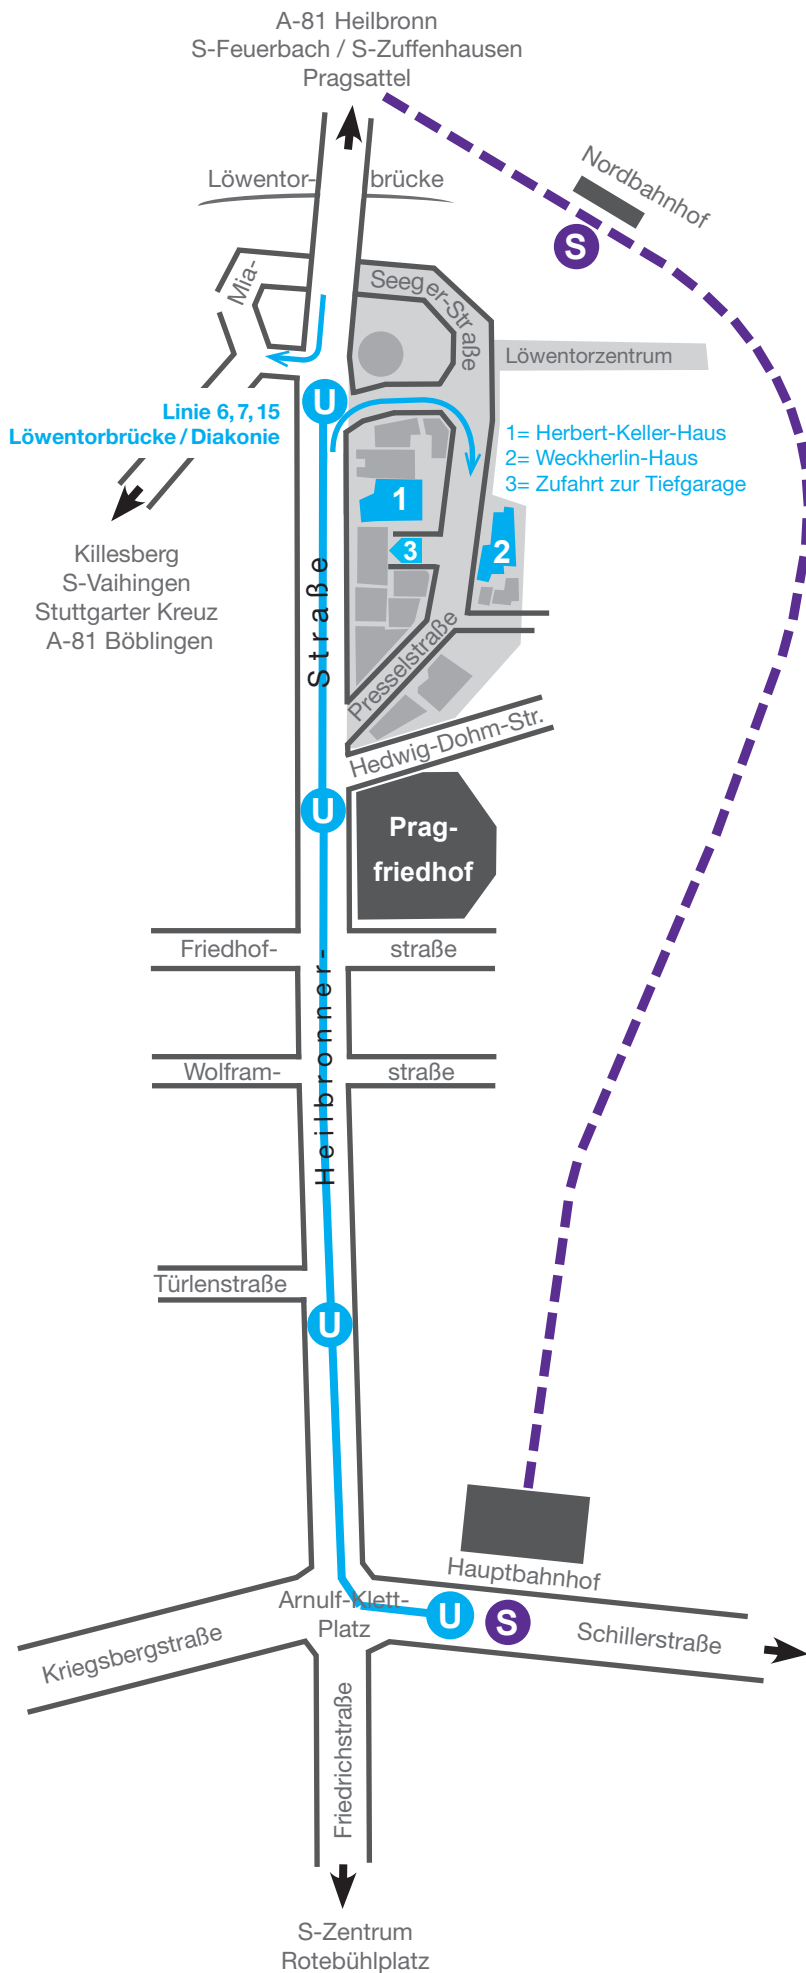 A-81 Heilbronn
S-Feuerbach / S-Zuffenhausen
Pragsattel
Löwentor- brücke
Nordbahnhof
S
Mia-
Seeger-Straße
Löwentorzentrum
U
Linie 6, 7, 15
Löwentorbrücke / Diakonie
1= Herbert-Keller-Haus
2= Weckherlin-Haus
3= Zufahrt zur Tiefgarage
1
2
3
Killesberg
S-Vaihingen
Stuttgarter Kreuz
A-81 Böblingen
Heilbronner-
Straße
Presselstraße
Hedwig-Dohm-Str.
U
Prag-
friedhof
Friedhof- straße
Wolfram- straße
Türlenstraße
U
Hauptbahnhof
Arnulf-Klett-
Platz
U
S
Schillerstraße
Kriegsbergstraße
Friedrichstraße
S-Zentrum
Rotebühlplatz